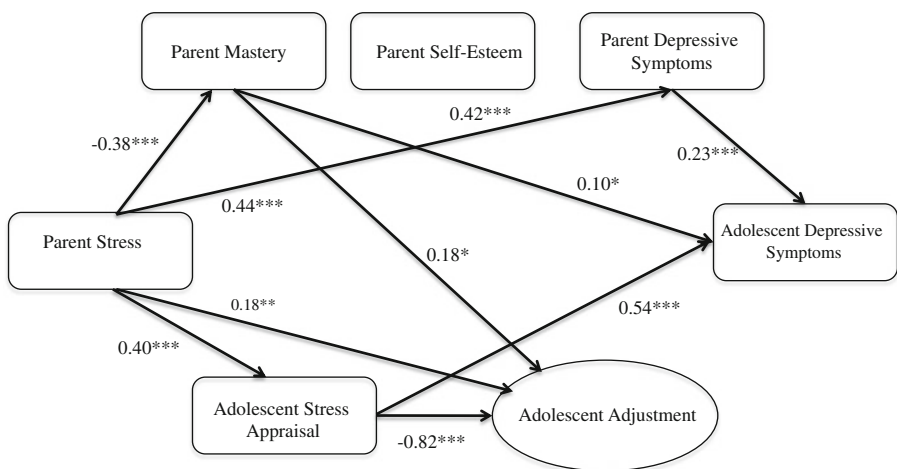 Parent Mastery
Parent Self-Esteem
Parent Depressive
Symptoms
0.42***
-0.38***
0.23***
0.10*
0.44***
Parent Stress
Adolescent Depressive
Symptoms
0.18*
0.18**
0.54***
0.40***
Adolescent Stress
Appraisal
Adolescent Adjustment
-0.82***